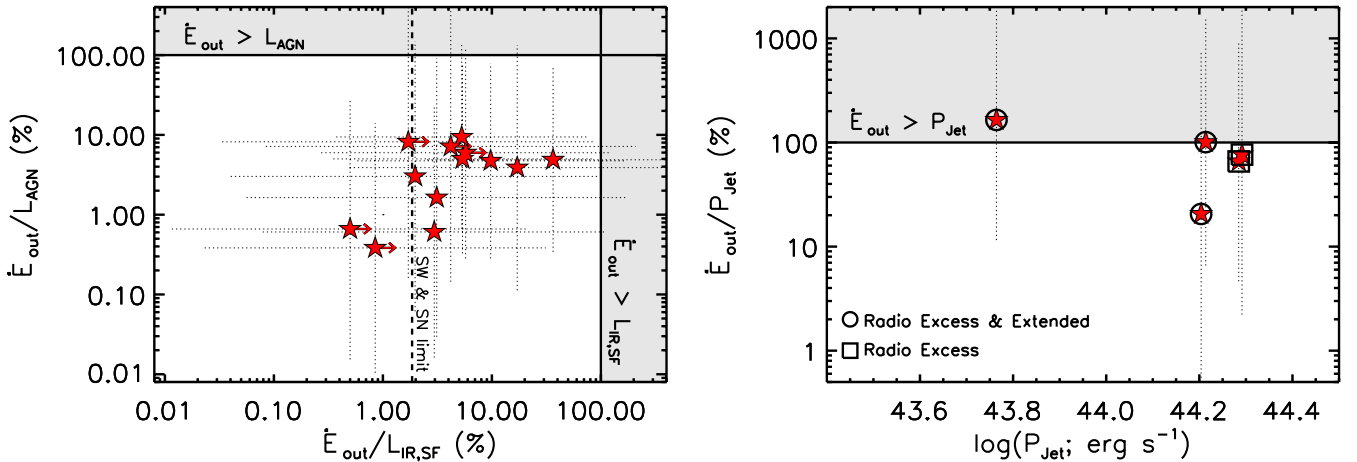 Ė_out > L_AGN
100.00
10.00
1.00
0.10
0.01
Ė_out/L_AGN (%)
SW & SN limit
Ė_out > L_IR,SF
0.01 0.10 1.00 10.00 100.00
Ė_out/L_IR,SF (%)
1000
100
10
1
Ė_out/P_Jet (%)
Ė_out > P_Jet
Radio Excess & Extended
Radio Excess
43.6 43.8 44.0 44.2 44.4
log(P_Jet; erg s⁻¹)